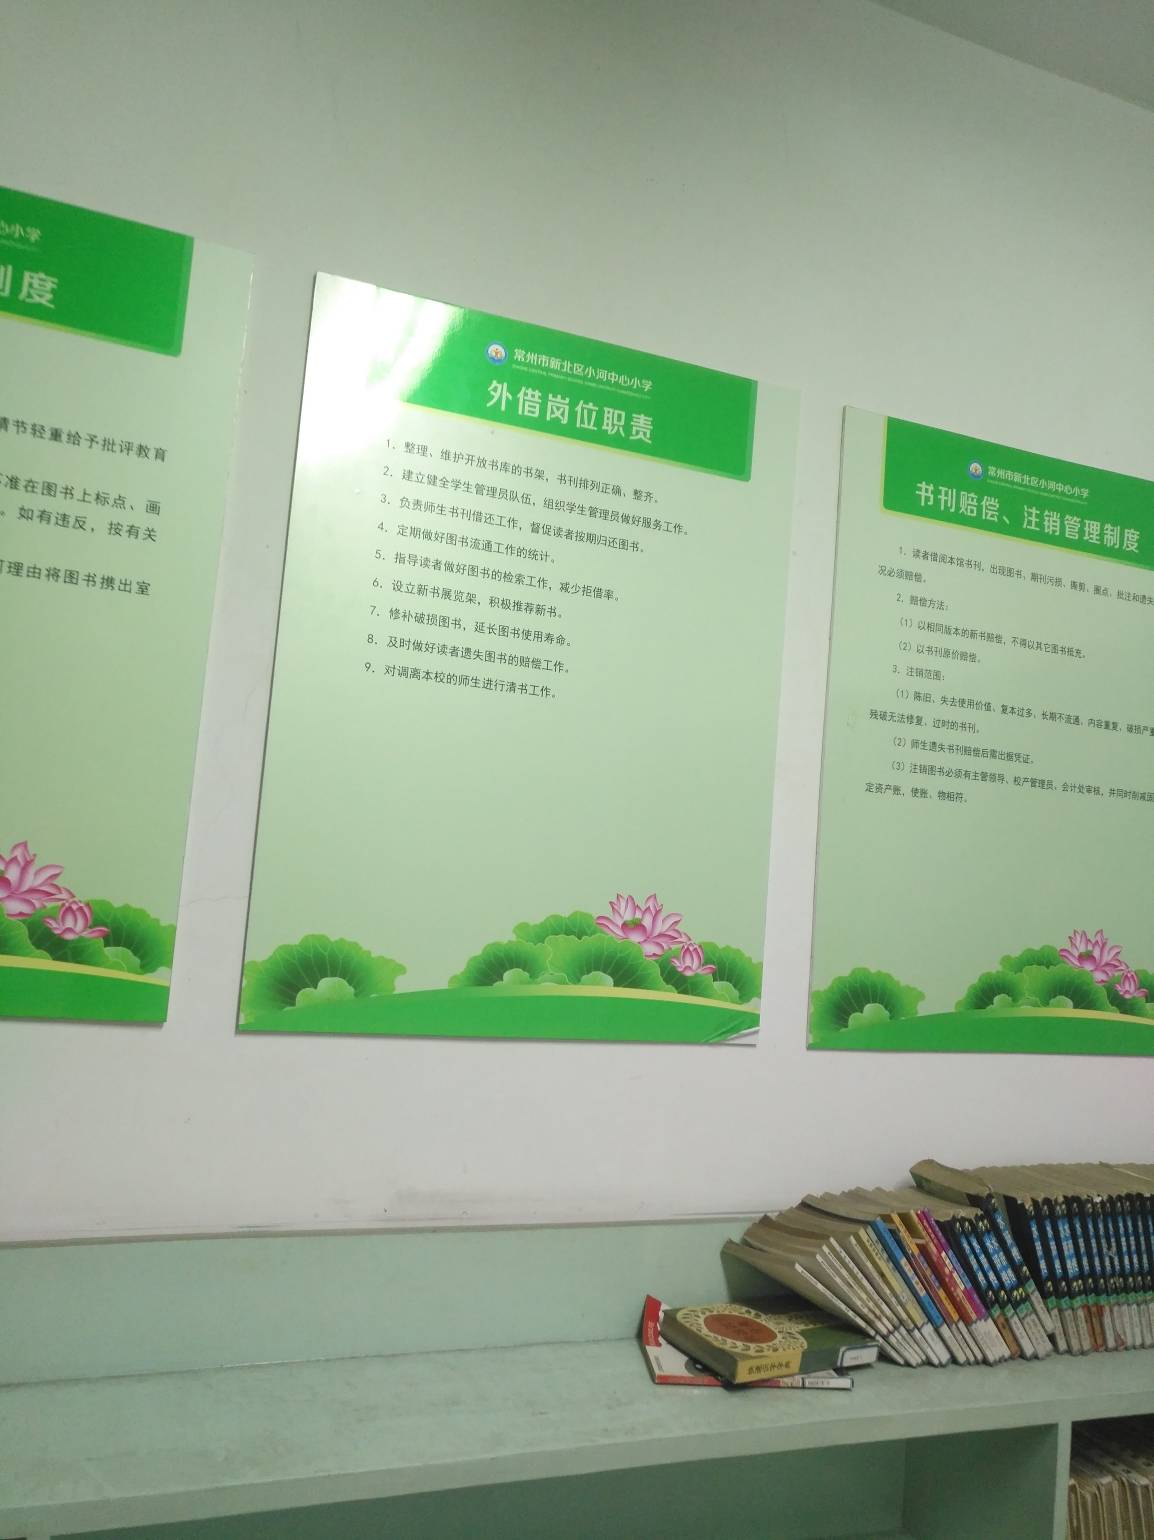 心小学
制度
情节轻重给予批评教育
不准在图书上标点、画
。如有违反，按有关
何理由将图书携出室
常州市新北区小河中心小学
外借岗位职责
1. 整理、维护开放书库的书架，书刊排列正确、整齐。
2. 建立健全学生管理员队伍，组织学生管理员做好服务工作。
3. 负责师生书刊借还工作，督促读者按期归还图书。
4. 定期做好图书流通工作的统计。
5. 指导读者做好图书的检索工作，减少拒借率。
6. 设立新书展览架，积极推荐新书。
7. 修补破损图书，延长图书使用寿命。
8. 及时做好读者遗失图书的赔偿工作。
9. 对调离本校的师生进行清书工作。
常州市新北区小河中心小学
书刊赔偿、注销管理制度
1. 读者借阅本馆书刊，出现图书、期刊污损、撕剪、圈点、批注和遗失
况必须赔偿。
2. 赔偿方法：
（1）以相同版本的新书赔偿，不得以其它图书抵充。
（2）以书刊原价赔偿。
3. 注销范围：
（1）陈旧、失去使用价值、复本过多、长期不流通、内容重复、破损严重
残破无法修复、过时的书刊。
（2）师生遗失书刊赔偿后需出据凭证。
（3）注销图书必须有主管领导、校产管理员、会计处审核，并同时削减固
定资产账，使账、物相符。